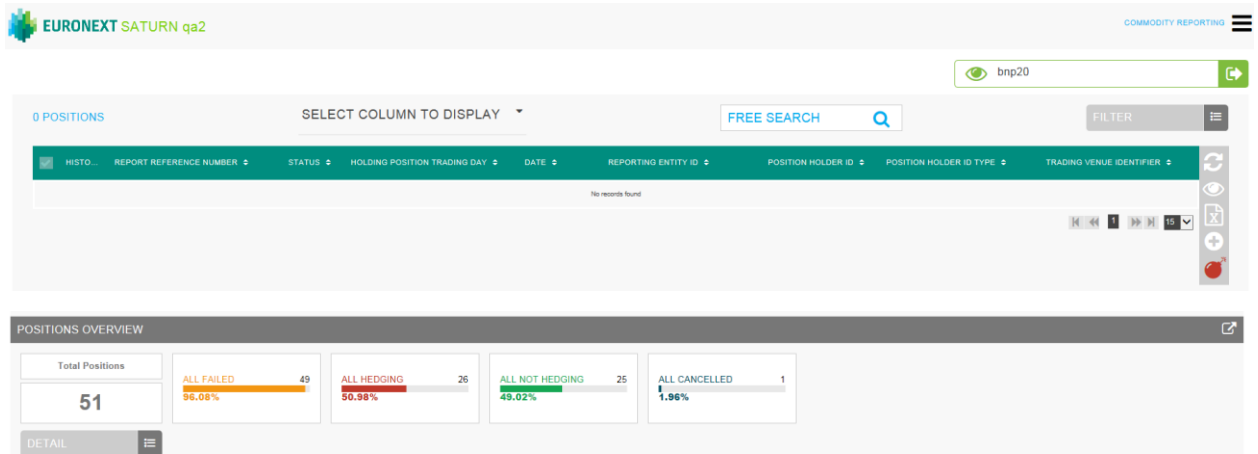 EURONEXT SATURN qa2
COMMODITY REPORTING
bnp20
0 POSITIONS
SELECT COLUMN TO DISPLAY
FREE SEARCH
FILTER
HISTO... REPORT REFERENCE NUMBER STATUS HOLDING POSITION TRADING DAY DATE REPORTING ENTITY ID POSITION HOLDER ID POSITION HOLDER ID TYPE TRADING VENUE IDENTIFIER
No records found
1 15
POSITIONS OVERVIEW
Total Positions
51
ALL FAILED 49
96.08%
ALL HEDGING 26
50.98%
ALL NOT HEDGING 25
49.02%
ALL CANCELLED 1
1.96%
DETAIL